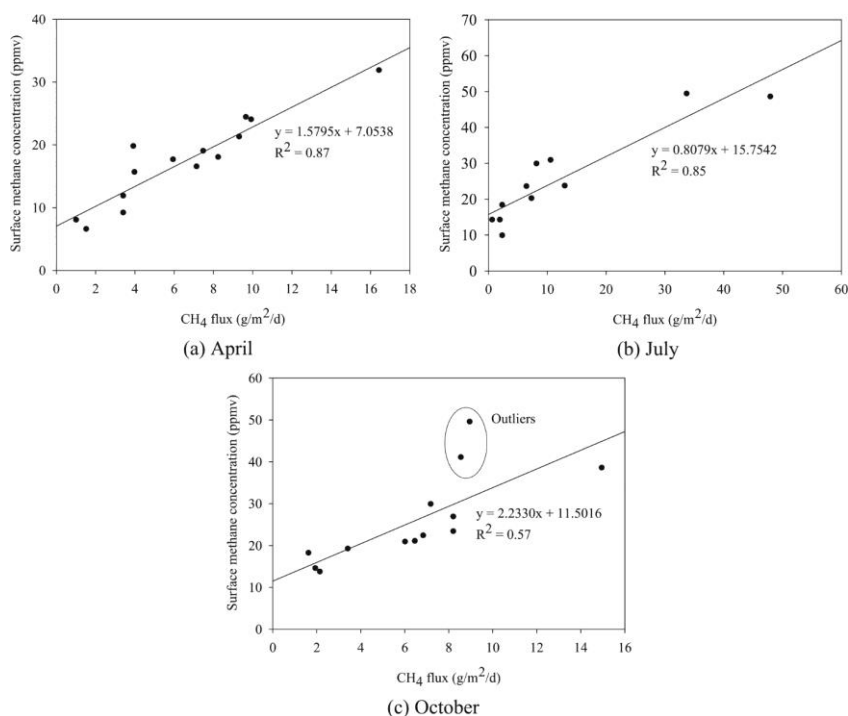 Surface methane concentration (ppmv)
40
30
20
10
0
y = 1.5795x + 7.0538
R² = 0.87
0 2 4 6 8 10 12 14 16 18
CH₄ flux (g/m²/d)
(a) April
Surface methane concentration (ppmv)
70
60
50
40
30
20
10
0
y = 0.8079x + 15.7542
R² = 0.85
0 10 20 30 40 50 60
CH₄ flux (g/m²/d)
(b) July
Surface methane concentration (ppmv)
60
50
40
30
20
10
0
Outliers
y = 2.2330x + 11.5016
R² = 0.57
0 2 4 6 8 10 12 14 16
CH₄ flux (g/m²/d)
(c) October